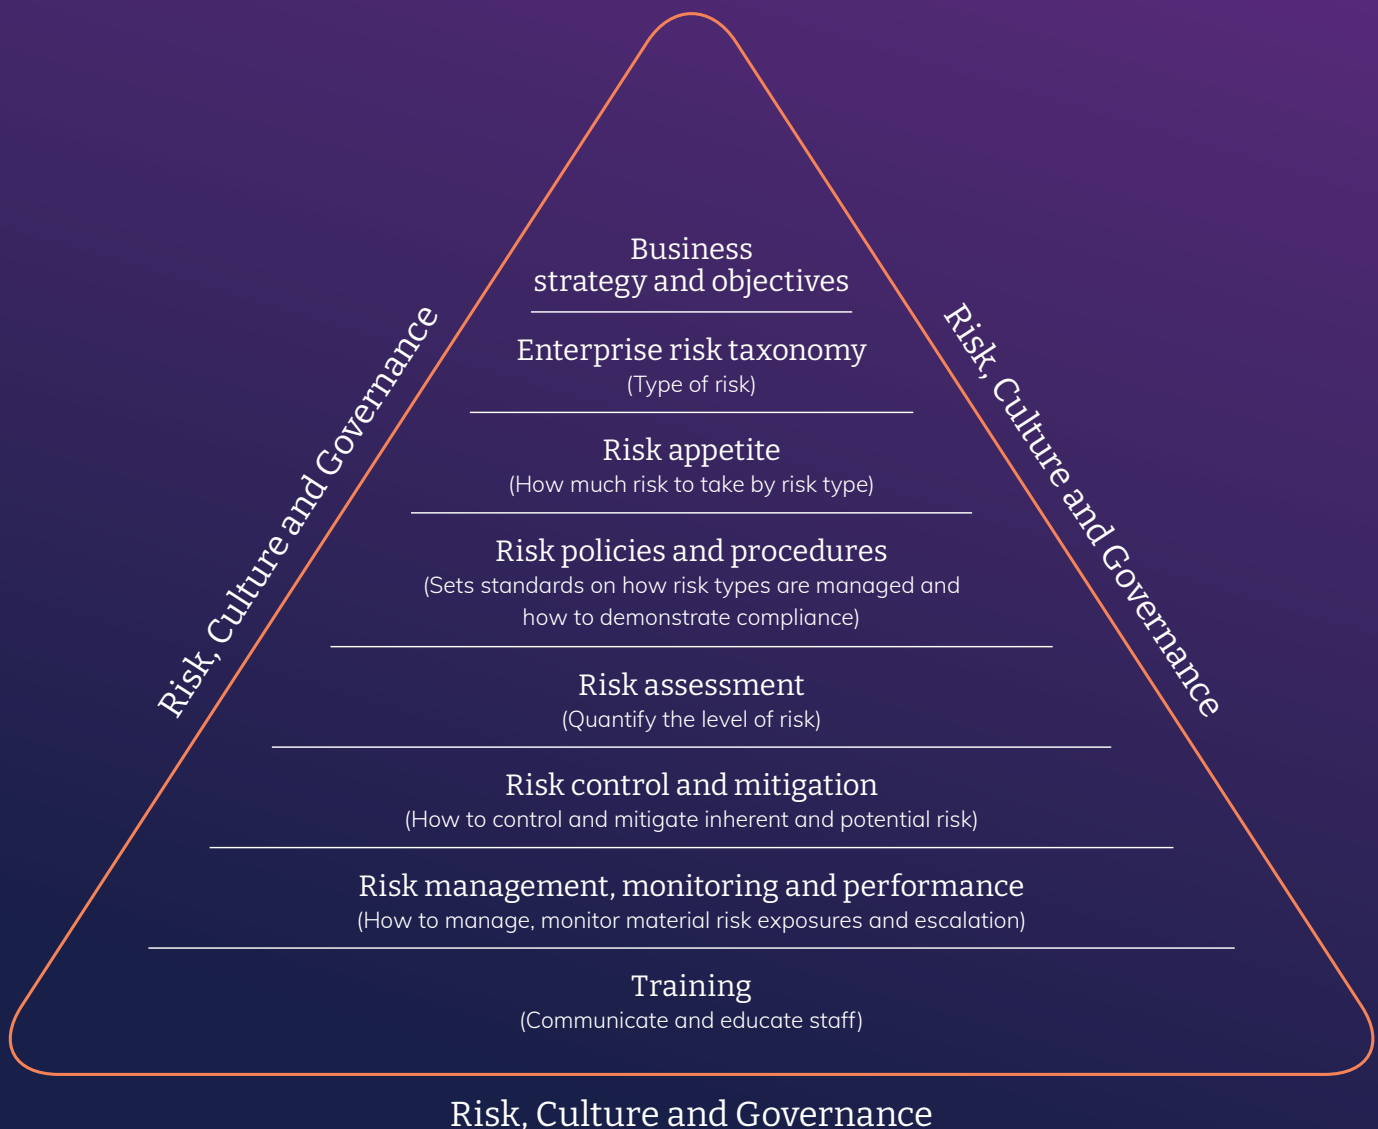 Business
strategy and objectives
Enterprise risk taxonomy
(Type of risk)
Risk appetite
(How much risk to take by risk type)
Risk policies and procedures
(Sets standards on how risk types are managed and
how to demonstrate compliance)
Risk assessment
(Quantify the level of risk)
Risk control and mitigation
(How to control and mitigate inherent and potential risk)
Risk management, monitoring and performance
(How to manage, monitor material risk exposures and escalation)
Training
(Communicate and educate staff)
Risk, Culture and Governance
Risk, Culture and Governance
Risk, Culture and Governance